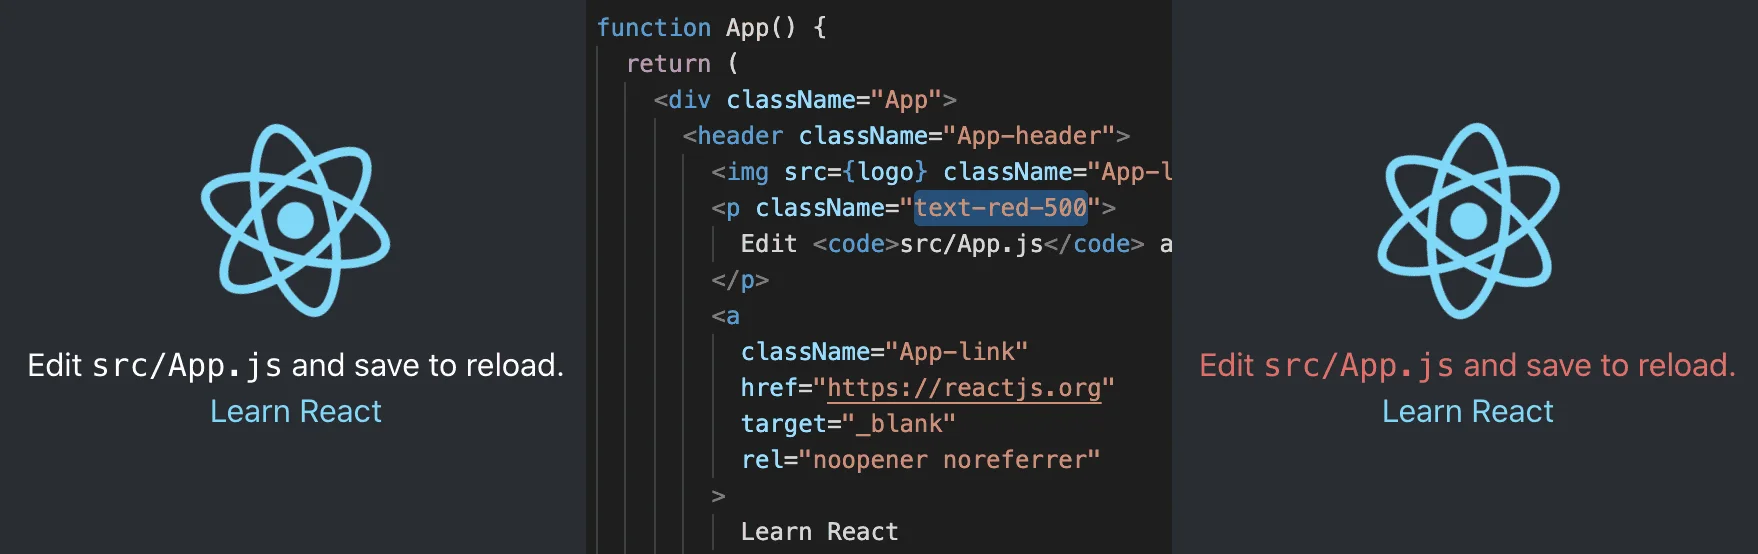 Edit src/App.js and save to reload.
Learn React
function App() {
return (
<div className="App">
<header className="App-header">
<img src={logo} className="App-l
<p className="text-red-500">
Edit <code>src/App.js</code> a
</p>
<a
className="App-link"
href="https://reactjs.org"
target="_blank"
rel="noopener noreferrer"
>
Learn React
Edit src/App.js and save to reload.
Learn React